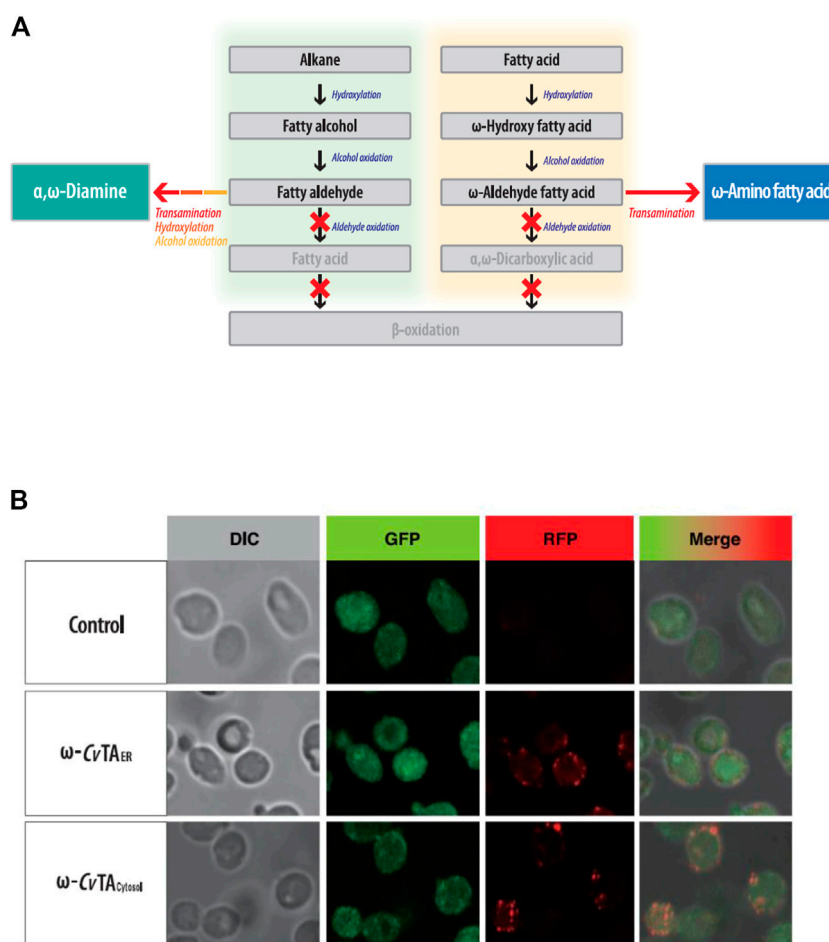 A
Alkane
Fatty acid
Hydroxylation
Hydroxylation
Fatty alcohol
ω-Hydroxy fatty acid
Alcohol oxidation
Alcohol oxidation
α,ω-Diamine
Fatty aldehyde
ω-Aldehyde fatty acid
ω-Amino fatty acid
Transamination
Hydroxylation
Alcohol oxidation
Aldehyde oxidation
Aldehyde oxidation
Transamination
Fatty acid
α,ω-Dicarboxylic acid
β-oxidation
B
DIC
GFP
RFP
Merge
Control
ω-CvTAER
ω-CvTACytosol